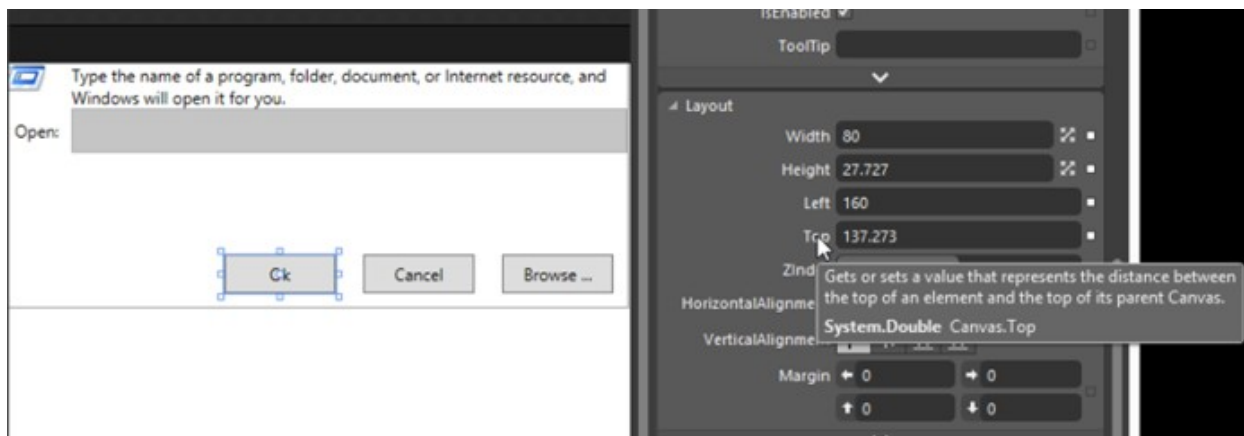 Type the name of a program, folder, document, or Internet resource, and
Windows will open it for you.
Open:
Ok
Cancel
Browse ...
IsEnabled
ToolTip
Layout
Width 80
Height 27.727
Left 160
Top 137.273
Gets or sets a value that represents the distance between
the top of an element and the top of its parent Canvas.
System.Double Canvas.Top
Margin 0 0
0 0